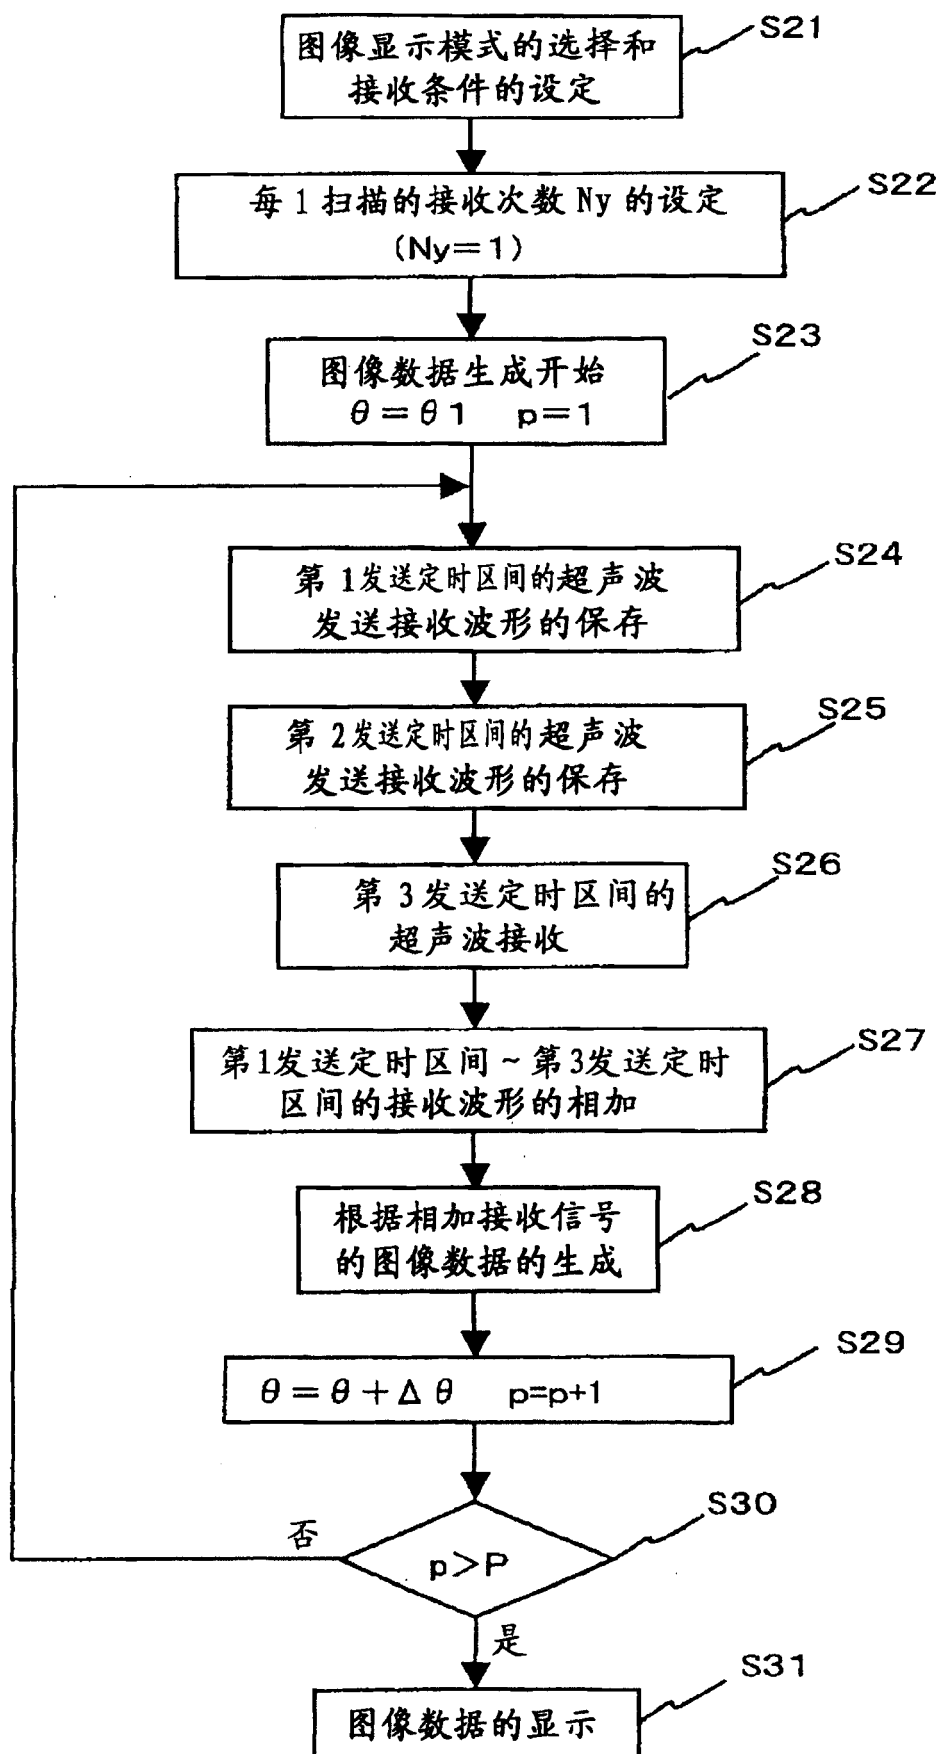 图像显示模式的选择和
接收条件的设定
S21
每 1 扫描的接收次数 Ny 的设定
(Ny=1)
S22
图像数据生成开始
θ=θ1 p=1
S23
第 1发送定时区间的超声波
发送接收波形的保存
S24
第 2发送定时区间的超声波
发送接收波形的保存
S25
第 3发送定时区间的
超声波接收
S26
第1发送定时区间~第3发送定时
区间的接收波形的相加
S27
根据相加接收信号
的图像数据的生成
S28
θ=θ+Δθ p=p+1
S29
p>P
S30
否
是
图像数据的显示
S31